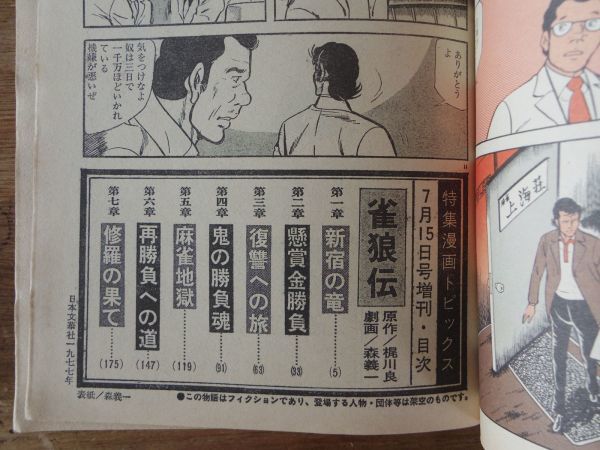 ありがとう
よ
気をつけなよ
奴は三日で
一千万ほどいかれ
ている
機嫌が悪いぜ
特集漫画トピックス
7月15日号増刊・目次
雀狼伝
原作／梶川良
劇画／森義一
第一章 新宿の竜 (5)
第二章 懸賞金勝負 (33)
第三章 復讐への旅 (63)
第四章 鬼の勝負魂 (91)
第五章 麻雀地獄 (119)
第六章 再勝負への道 (147)
第七章 修羅の果て (175)
日本文華社一九七七年
表紙／森義一
●この物語はフィクションであり、登場する人物・団体等は架空のものです。
上海荘